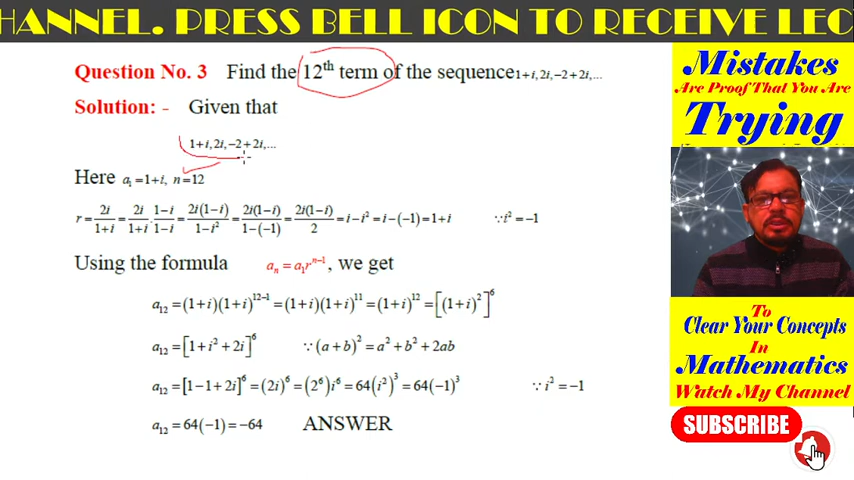 HANNEL. PRESS BELL ICON TO RECEIVE LEC
Question No. 3 Find the 12th term of the sequence 1+i, 2i, −2+2i,...
Solution: - Given that
1+i, 2i, −2+2i,...
Here a₁=1+i, n=12
r = 2i/(1+i) = 2i/(1+i) · (1−i)/(1−i) = 2i(1−i)/(1−i²) = 2i(1−i)/(1−(−1)) = 2i(1−i)/2 = i−i² = i−(−1) = 1+i ∵ i² = −1
Using the formula aₙ = a₁rⁿ⁻¹, we get
a₁₂ = (1+i)(1+i)¹²⁻¹ = (1+i)(1+i)¹¹ = (1+i)¹² = [(1+i)²]⁶
a₁₂ = [1+i²+2i]⁶ ∵ (a+b)² = a²+b²+2ab
a₁₂ = [1−1+2i]⁶ = (2i)⁶ = (2⁶)i⁶ = 64(i²)³ = 64(−1)³ ∵ i² = −1
a₁₂ = 64(−1) = −64 ANSWER
Mistakes
Are Proof That You Are
Trying
To
Clear Your Concepts
In
Mathematics
Watch My Channel
SUBSCRIBE